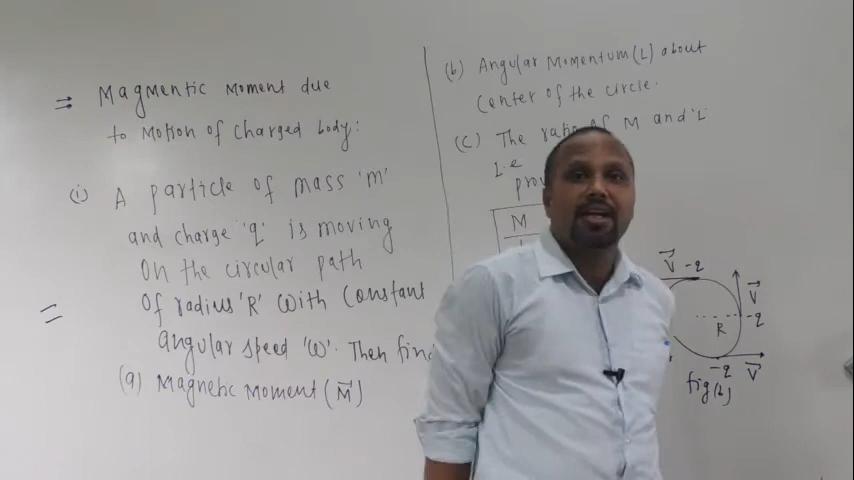 ⇒ Magmentic Moment due
to Motion of Charged body:
(i) A particle of mass 'm'
and charge 'q' is moving
On the circular path
of radius 'R' with Constant
angular speed 'ω'. Then find
(a) Magnetic Moment (M⃗)
(b) Angular Momentum (L) about
Center of the circle.
(c) The ratio of M and 'L'
I.e
M
V⃗ -q
V⃗
R -q
-q V⃗
fig(b)